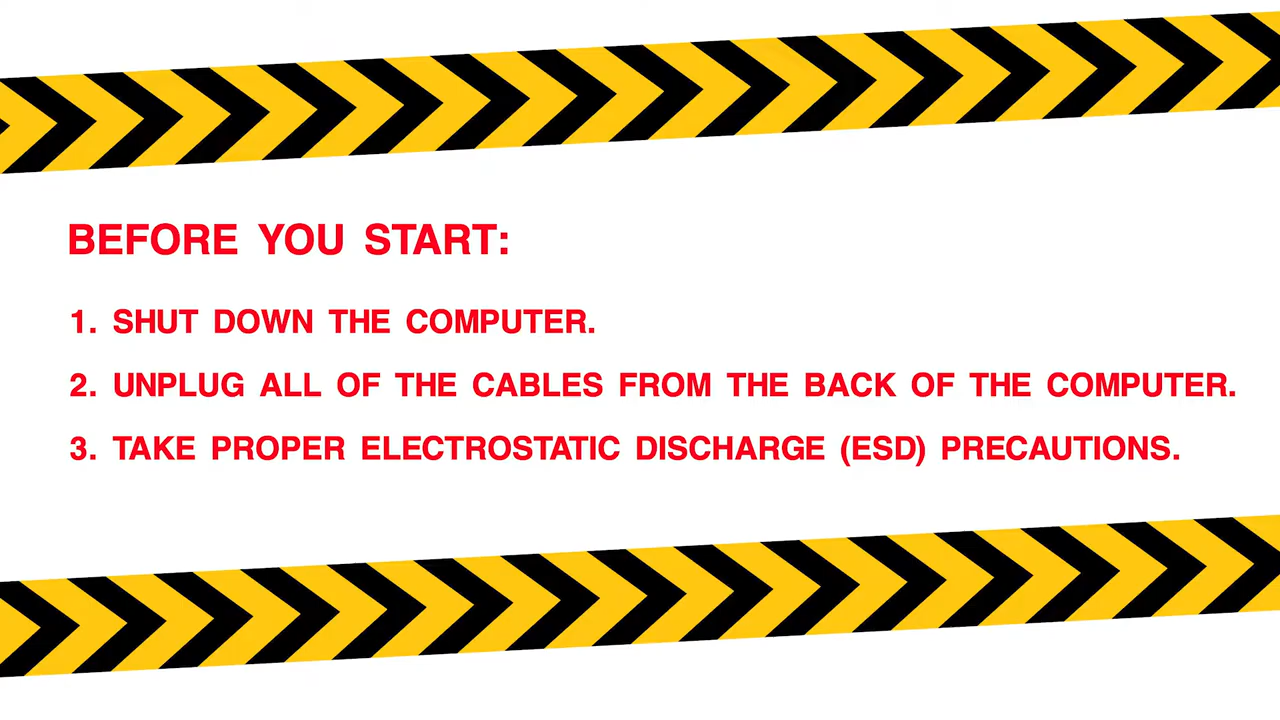 BEFORE YOU START:
1. SHUT DOWN THE COMPUTER.
2. UNPLUG ALL OF THE CABLES FROM THE BACK OF THE COMPUTER.
3. TAKE PROPER ELECTROSTATIC DISCHARGE (ESD) PRECAUTIONS.